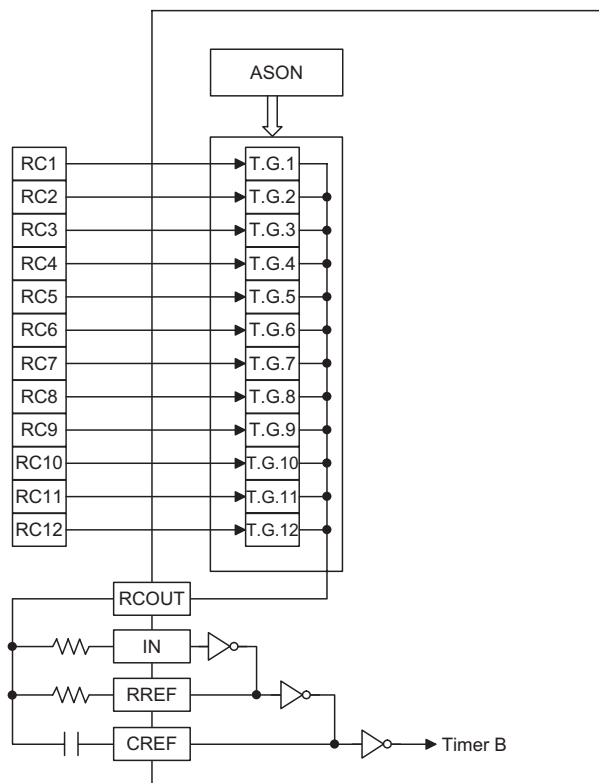 ASON
RC1 T.G.1
RC2 T.G.2
RC3 T.G.3
RC4 T.G.4
RC5 T.G.5
RC6 T.G.6
RC7 T.G.7
RC8 T.G.8
RC9 T.G.9
RC10 T.G.10
RC11 T.G.11
RC12 T.G.12
RCOUT
IN
RREF
CREF Timer B